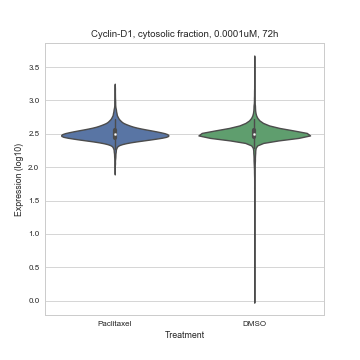 Cyclin-D1, cytosolic fraction, 0.0001uM, 72h
3.5
3.0
2.5
2.0
1.5
1.0
0.5
0.0
Expression (log10)
Paclitaxel DMSO
Treatment